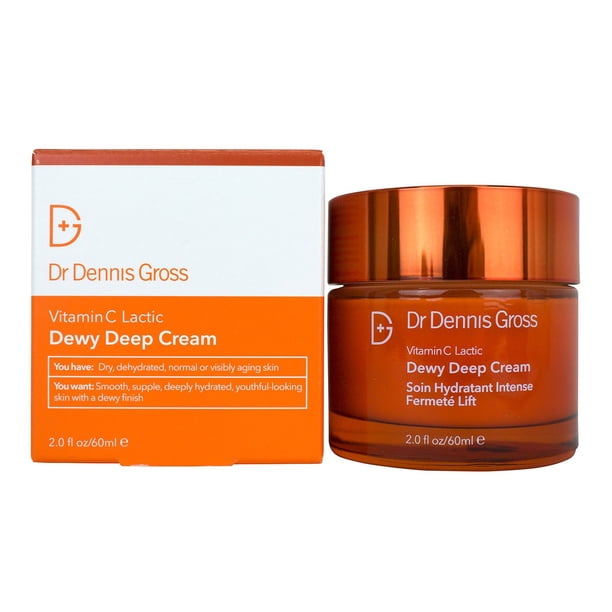 Dr Dennis Gross
Vitamin C Lactic
Dewy Deep Cream
You have: Dry, dehydrated, normal or visibly aging skin
You want: Smooth, supple, deeply hydrated, youthful-looking
skin with a dewy finish
2.0 fl oz/60ml ℮
Dr Dennis Gross
Vitamin C Lactic
Dewy Deep Cream
Soin Hydratant Intense
Fermeté Lift
2.0 fl oz/60ml ℮